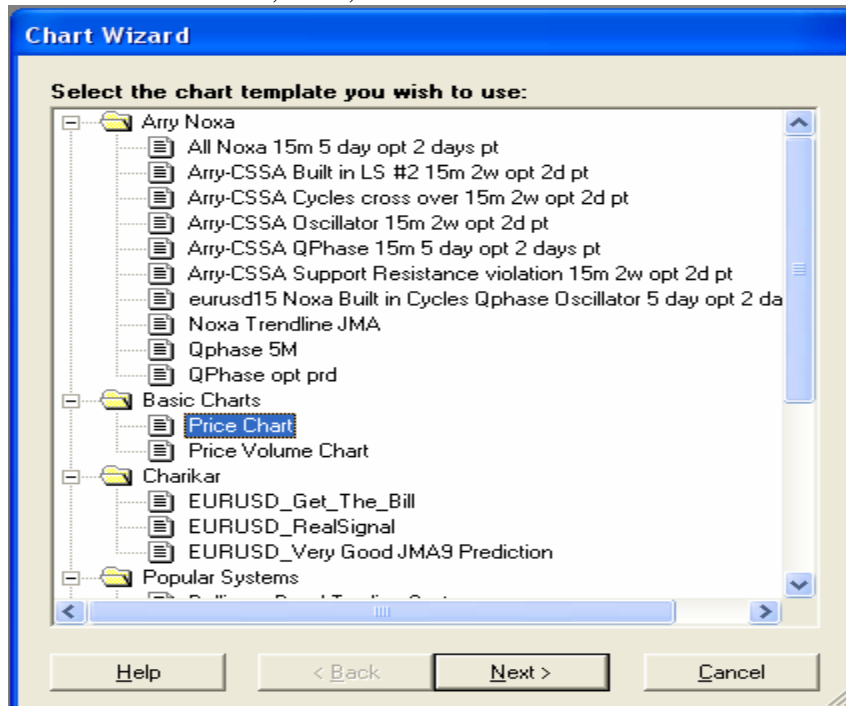 Chart Wizard
Select the chart template you wish to use:
Arry Noxa
All Noxa 15m 5 day opt 2 days pt
Arry-CSSA Built in LS #2 15m 2w opt 2d pt
Arry-CSSA Cycles cross over 15m 2w opt 2d pt
Arry-CSSA Oscillator 15m 2w opt 2d pt
Arry-CSSA QPhase 15m 5 day opt 2 days pt
Arry-CSSA Support Resistance violation 15m 2w opt 2d pt
eurusd15 Noxa Built in Cycles Qphase Oscillator 5 day opt 2 da
Noxa Trendline JMA
Qphase 5M
QPhase opt prd
Basic Charts
Price Chart
Price Volume Chart
Charikar
EURUSD_Get_The_Bill
EURUSD_RealSignal
EURUSD_Very Good JMA9 Prediction
Popular Systems
Help < Back Next > Cancel